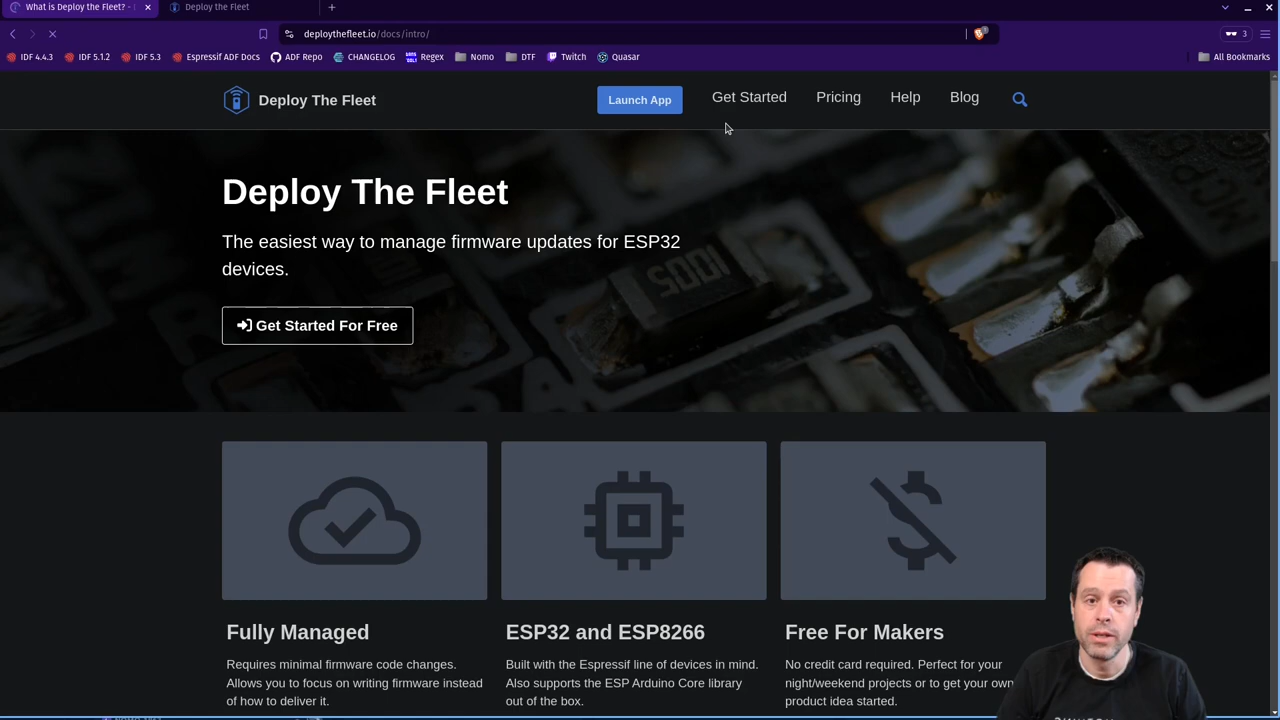 What is Deploy the Fleet? -
Deploy the Fleet
deploythefleet.io/docs/intro/
3
IDF 4.4.3
IDF 5.1.2
IDF 5.3
Espressif ADF Docs
ADF Repo
CHANGELOG
Regex
Nomo
DTF
Twitch
Quasar
All Bookmarks
Deploy The Fleet
Launch App
Get Started
Pricing
Help
Blog
Deploy The Fleet
The easiest way to manage firmware updates for ESP32
devices.
Get Started For Free
1005
Fully Managed
Requires minimal firmware code changes.
Allows you to focus on writing firmware instead
of how to deliver it.
ESP32 and ESP8266
Built with the Espressif line of devices in mind.
Also supports the ESP Arduino Core library
out of the box.
Free For Makers
No credit card required. Perfect for your
night/weekend projects or to get your own
product idea started.